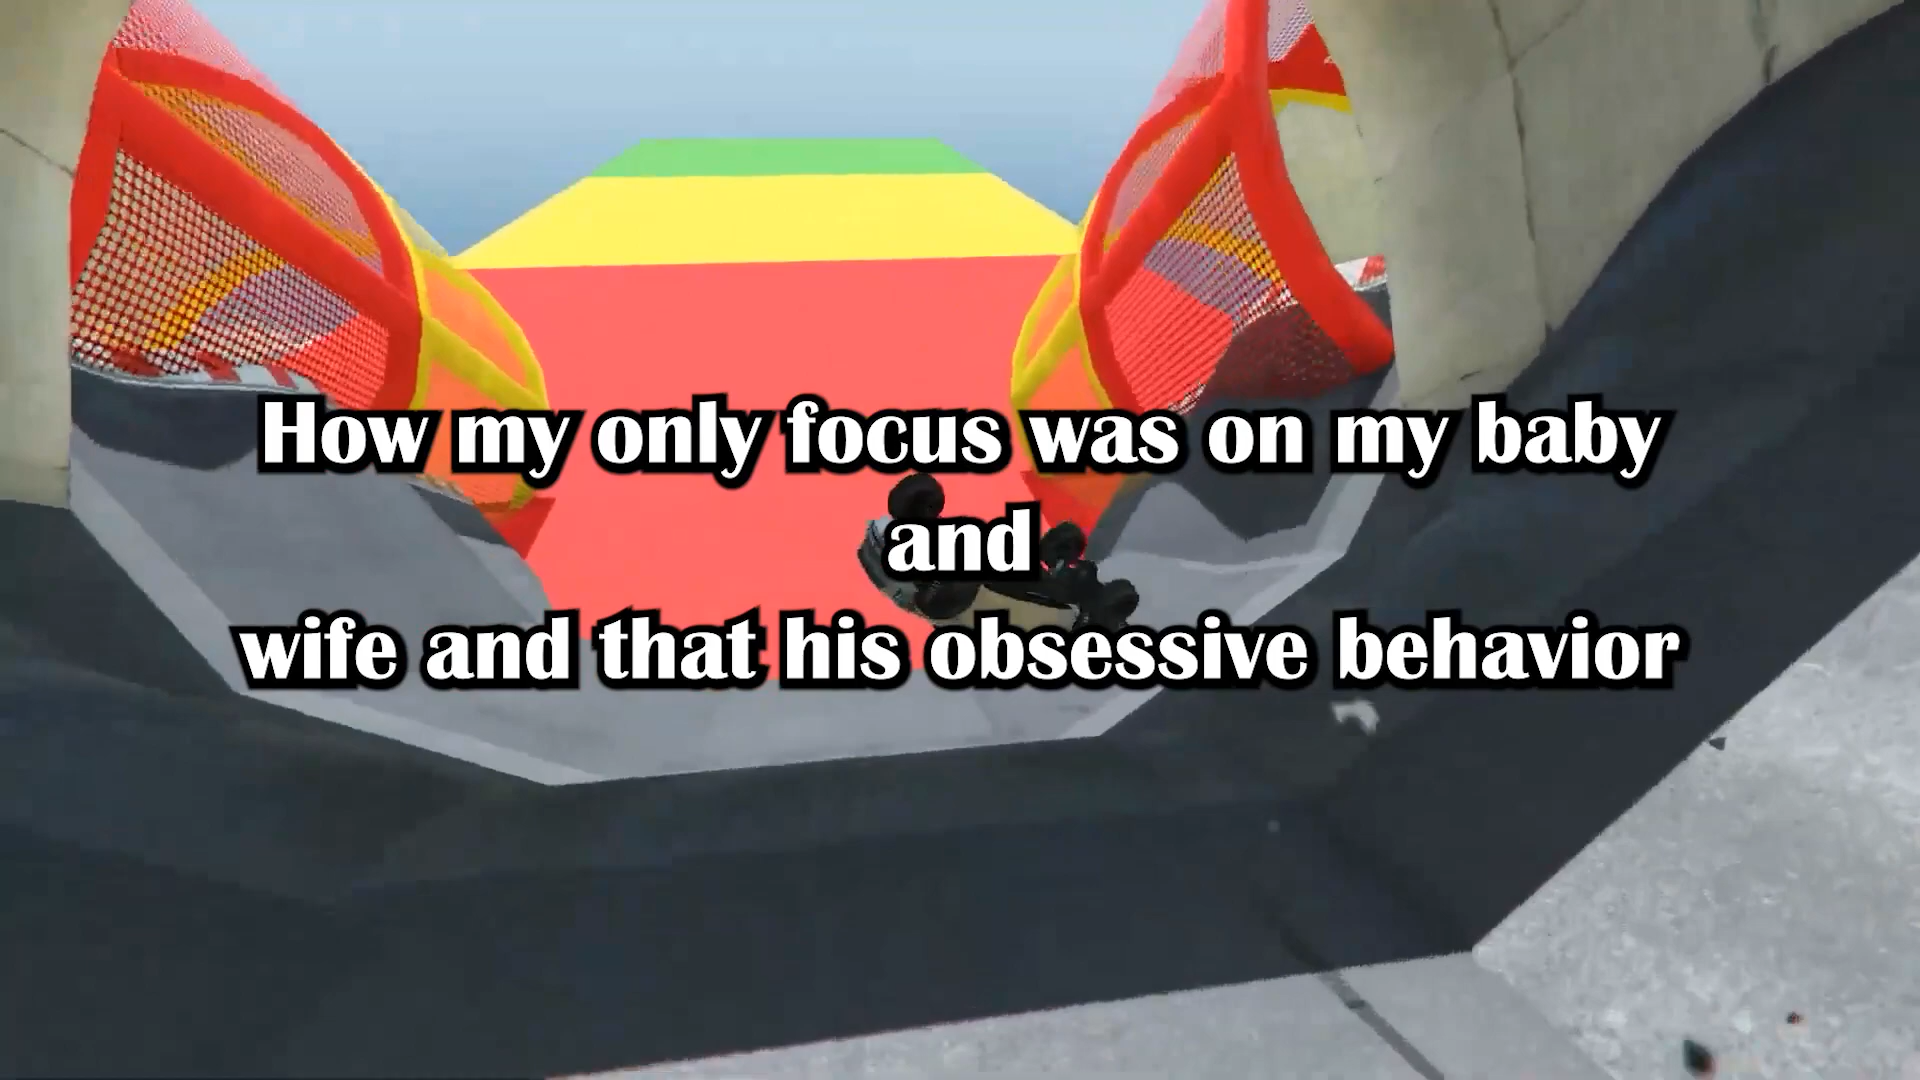 How my only focus was on my baby
and
wife and that his obsessive behavior